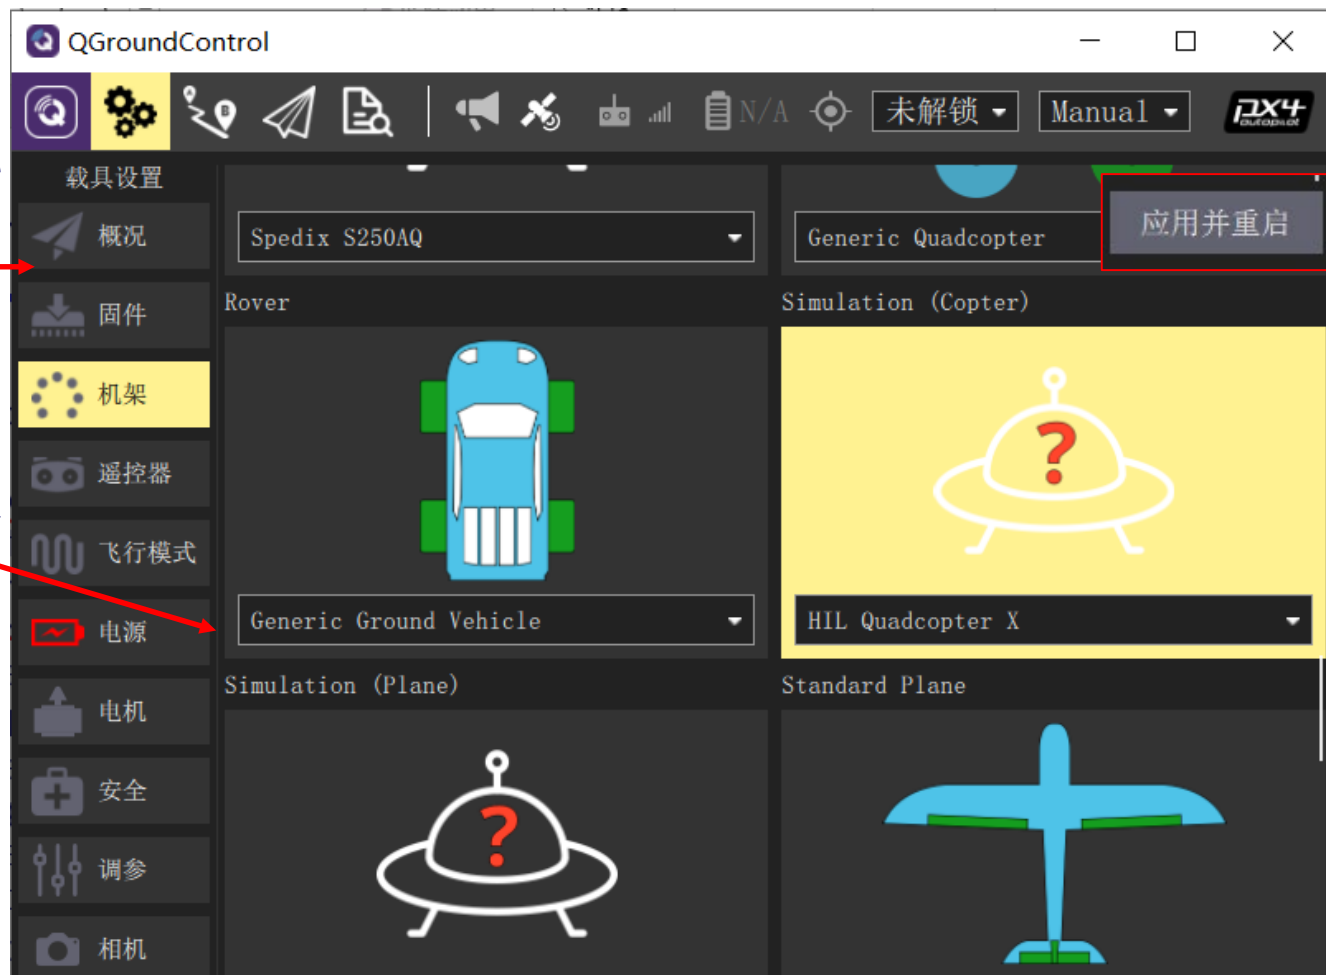 QGroundControl
N/A
未解锁
Manual
px4
autopilot
载具设置
概况
固件
机架
遥控器
飞行模式
电源
电机
安全
调参
相机
Spedix S250AQ
Generic Quadcopter
应用并重启
Rover
Simulation (Copter)
?
Generic Ground Vehicle
HIL Quadcopter X
Simulation (Plane)
Standard Plane
?